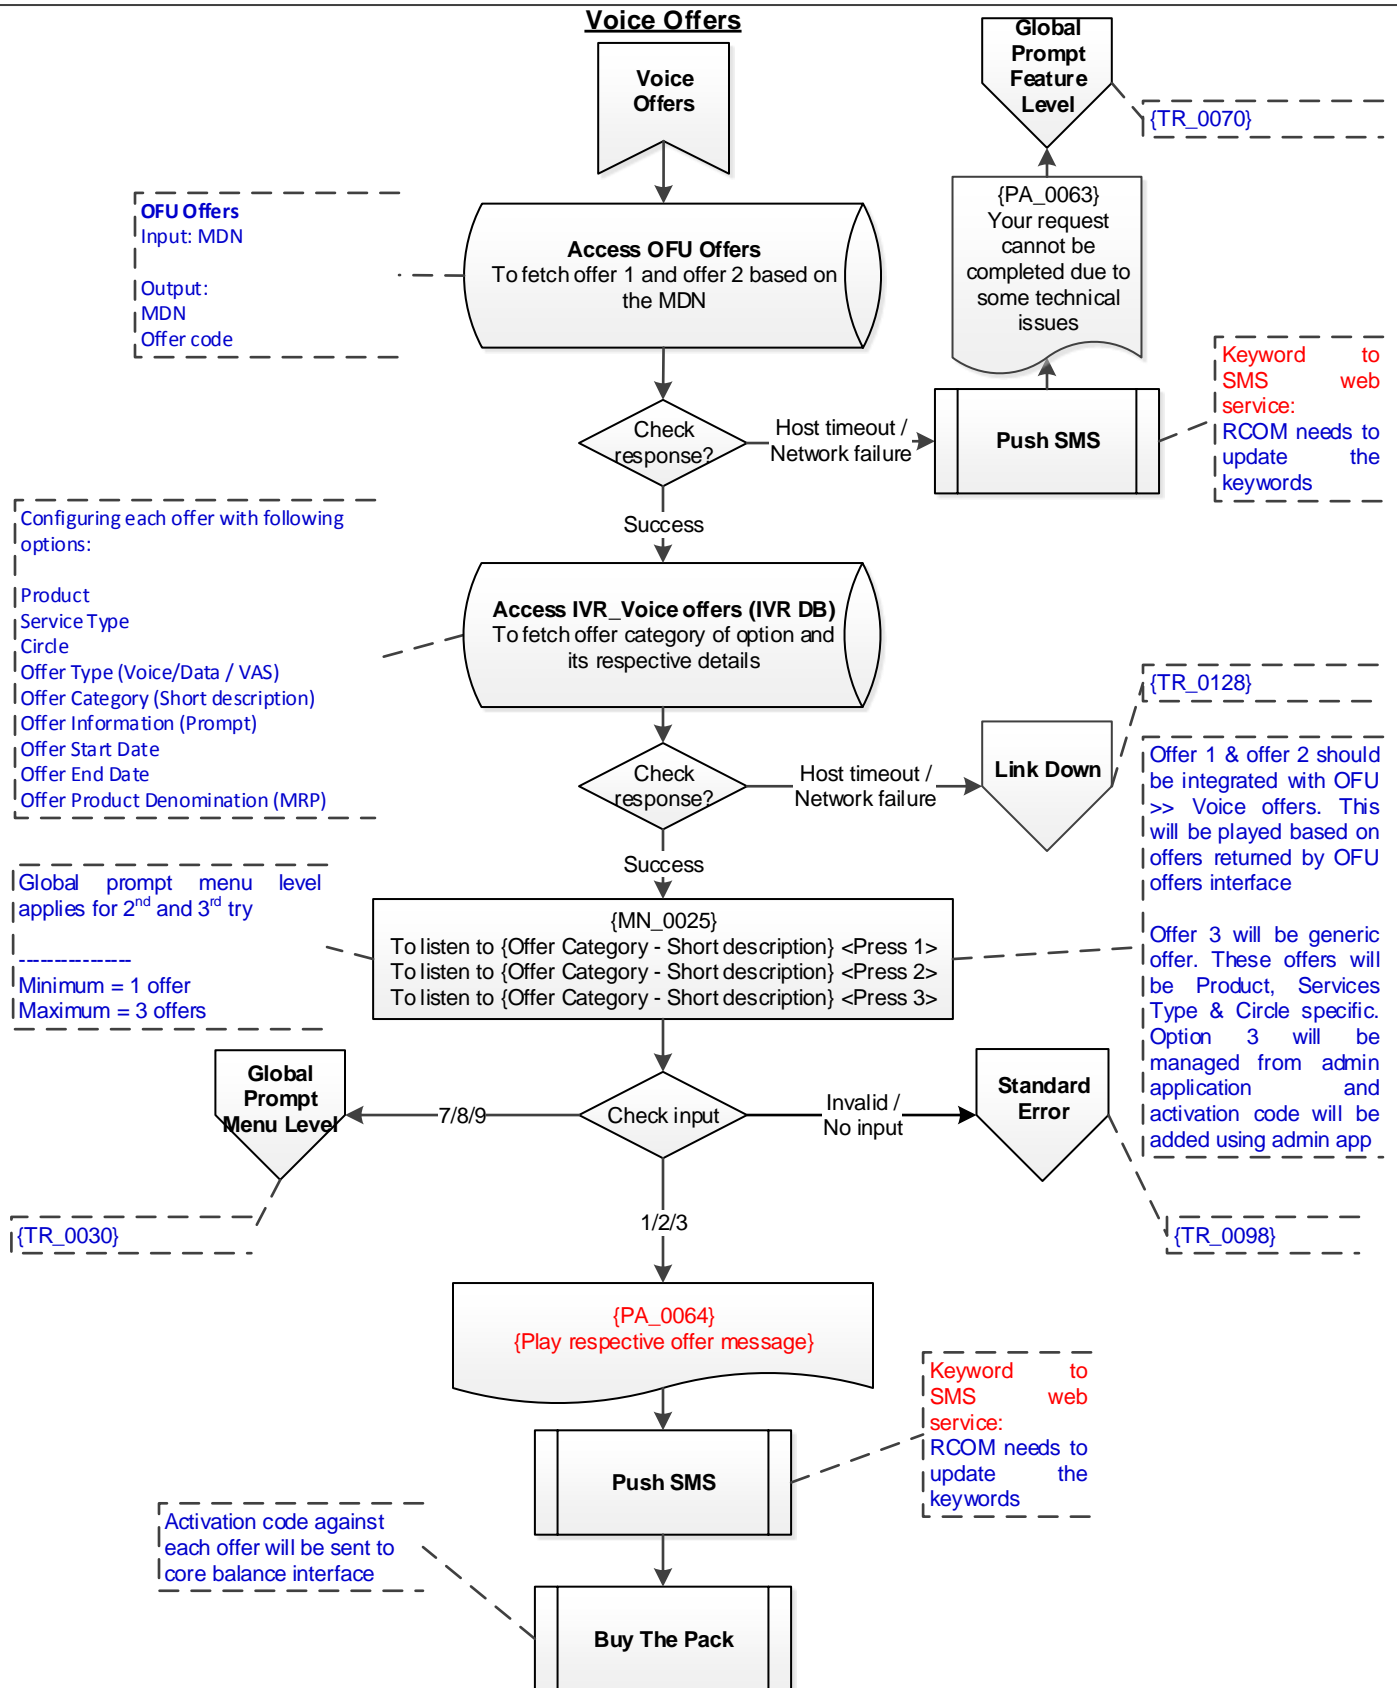 Voice Offers
Voice
Offers
Global
Prompt
Feature
Level
{TR_0070}
{PA_0063}
Your request
cannot be
completed due to
some technical
issues
OFU Offers
Input: MDN
Output:
MDN
Offer code
Access OFU Offers
To fetch offer 1 and offer 2 based on
the MDN
Keyword to
SMS web
service:
RCOM needs to
update the
keywords
Check
response?
Host timeout /
Network failure
Push SMS
Success
Configuring each offer with following
options:
Product
Service Type
Circle
Offer Type (Voice/Data / VAS)
Offer Category (Short description)
Offer Information (Prompt)
Offer Start Date
Offer End Date
Offer Product Denomination (MRP)
Access IVR_Voice offers (IVR DB)
To fetch offer category of option and
its respective details
{TR_0128}
Check
response?
Host timeout /
Network failure
Link Down
Offer 1 & offer 2 should
be integrated with OFU
>> Voice offers. This
will be played based on
offers returned by OFU
offers interface
Offer 3 will be generic
offer. These offers will
be Product, Services
Type & Circle specific.
Option 3 will be
managed from admin
application and
activation code will be
added using admin app
Success
Global prompt menu level
applies for 2nd and 3rd try
----------------
Minimum = 1 offer
Maximum = 3 offers
{MN_0025}
To listen to {Offer Category - Short description} <Press 1>
To listen to {Offer Category - Short description} <Press 2>
To listen to {Offer Category - Short description} <Press 3>
Global
Prompt
Menu Level
7/8/9
Check input
Invalid /
No input
Standard
Error
{TR_0030}
1/2/3
{TR_0098}
{PA_0064}
{Play respective offer message}
Keyword to
SMS web
service:
RCOM needs to
update the
keywords
Push SMS
Activation code against
each offer will be sent to
core balance interface
Buy The Pack